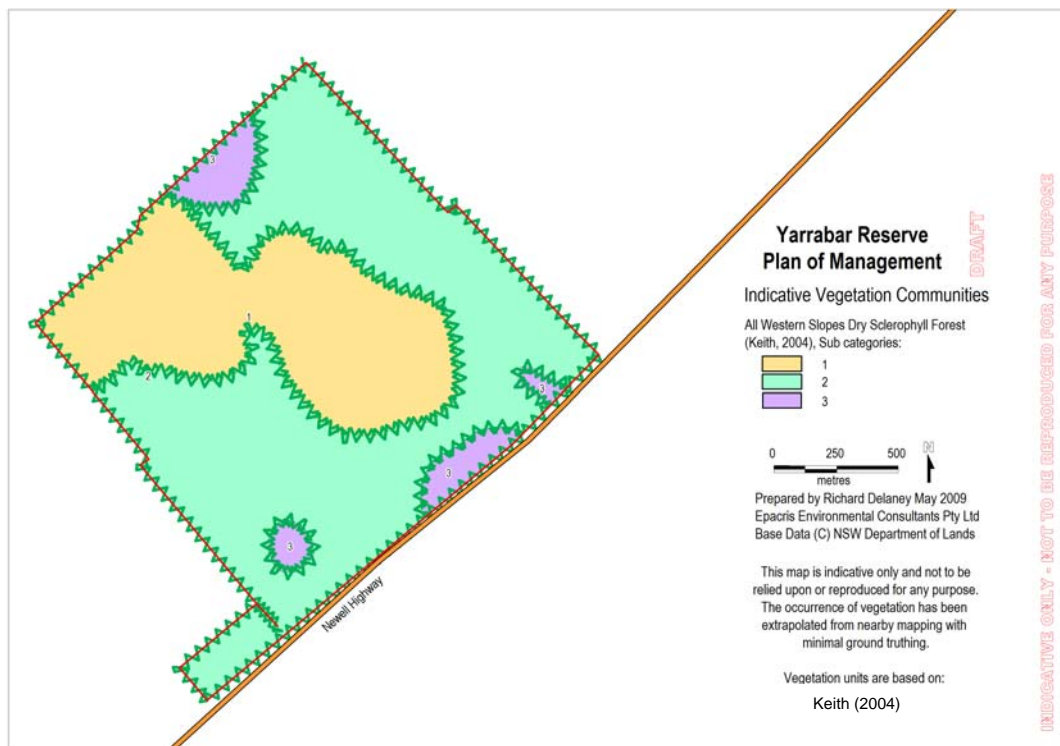 Yarrabar Reserve
Plan of Management
DRAFT
Indicative Vegetation Communities
All Western Slopes Dry Sclerophyll Forest
(Keith, 2004), Sub categories:
1
2
3
0 250 500
metres
N
Prepared by Richard Delaney May 2009
Epacris Environmental Consultants Pty Ltd
Base Data (C) NSW Department of Lands
This map is indicative only and not to be
relied upon or reproduced for any purpose.
The occurrence of vegetation has been
extrapolated from nearby mapping with
minimal ground truthing.
Vegetation units are based on:
Keith (2004)
INDICATIVE ONLY - NOT TO BE REPRODUCED FOR ANY PURPOSE
3
1
2
3
3
3
Newell Highway